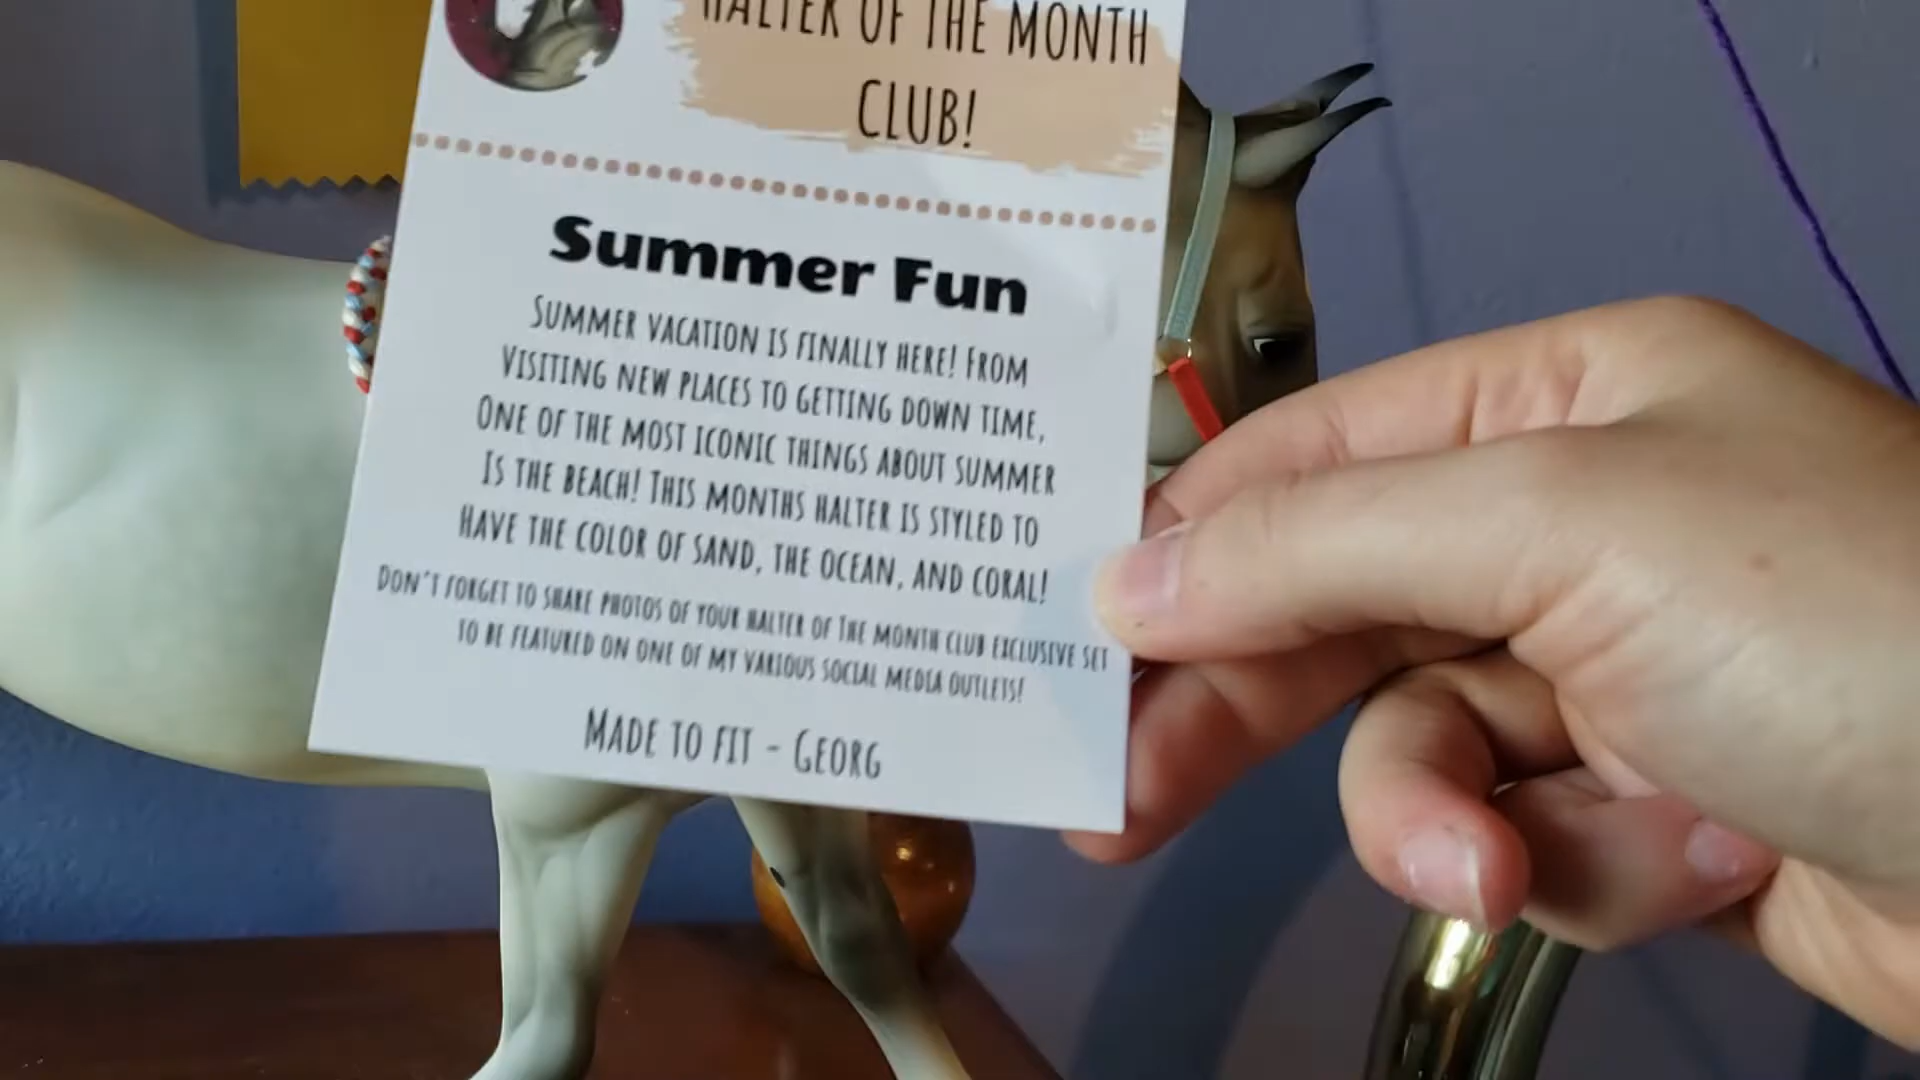 HALTER OF THE MONTH
CLUB!
Summer Fun
SUMMER VACATION IS FINALLY HERE! FROM
VISITING NEW PLACES TO GETTING DOWN TIME,
ONE OF THE MOST ICONIC THINGS ABOUT SUMMER
IS THE BEACH! THIS MONTHS HALTER IS STYLED TO
HAVE THE COLOR OF SAND, THE OCEAN, AND CORAL!
DON'T FORGET TO SHARE PHOTOS OF YOUR HALTER OF THE MONTH CLUB EXCLUSIVE SET
TO BE FEATURED ON ONE OF MY VARIOUS SOCIAL MEDIA OUTLETS!
MADE TO FIT - GEORG